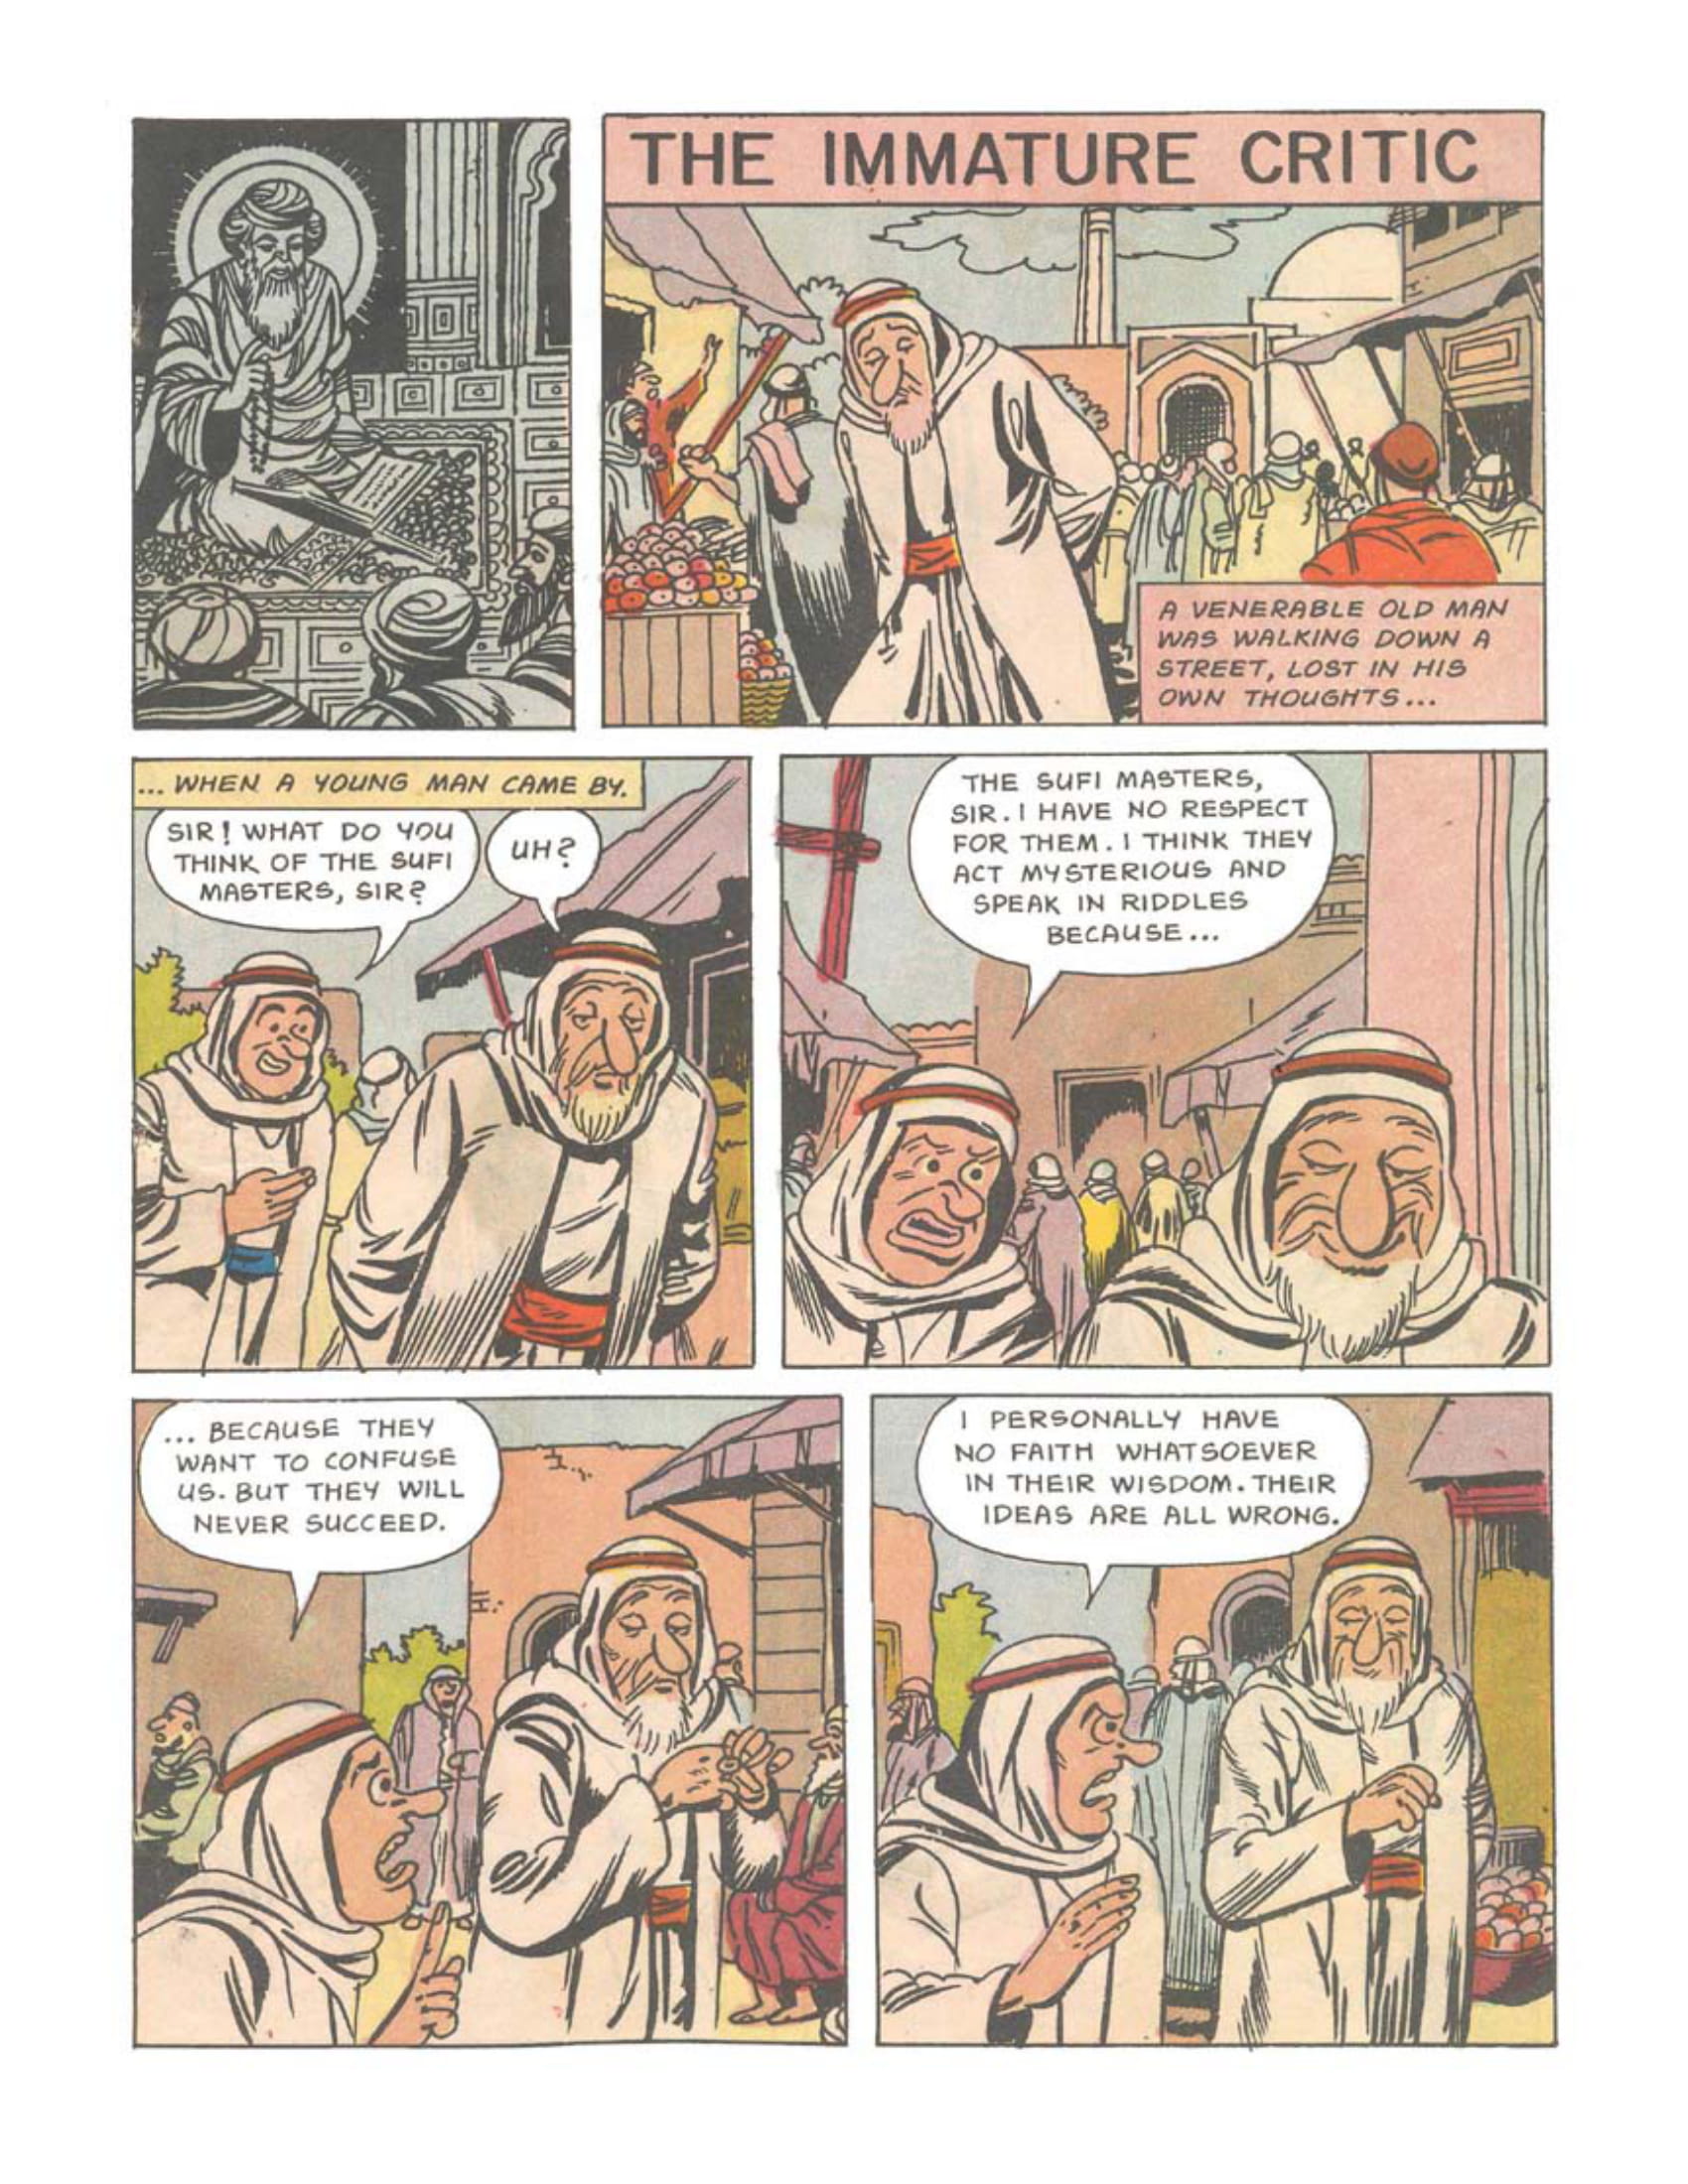 THE IMMATURE CRITIC
A VENERABLE OLD MAN
WAS WALKING DOWN A
STREET, LOST IN HIS
OWN THOUGHTS...
... WHEN A YOUNG MAN CAME BY.
SIR! WHAT DO YOU
THINK OF THE SUFI
MASTERS, SIR?
UH?
THE SUFI MASTERS,
SIR. I HAVE NO RESPECT
FOR THEM. I THINK THEY
ACT MYSTERIOUS AND
SPEAK IN RIDDLES
BECAUSE...
... BECAUSE THEY
WANT TO CONFUSE
US. BUT THEY WILL
NEVER SUCCEED.
I PERSONALLY HAVE
NO FAITH WHATSOEVER
IN THEIR WISDOM. THEIR
IDEAS ARE ALL WRONG.